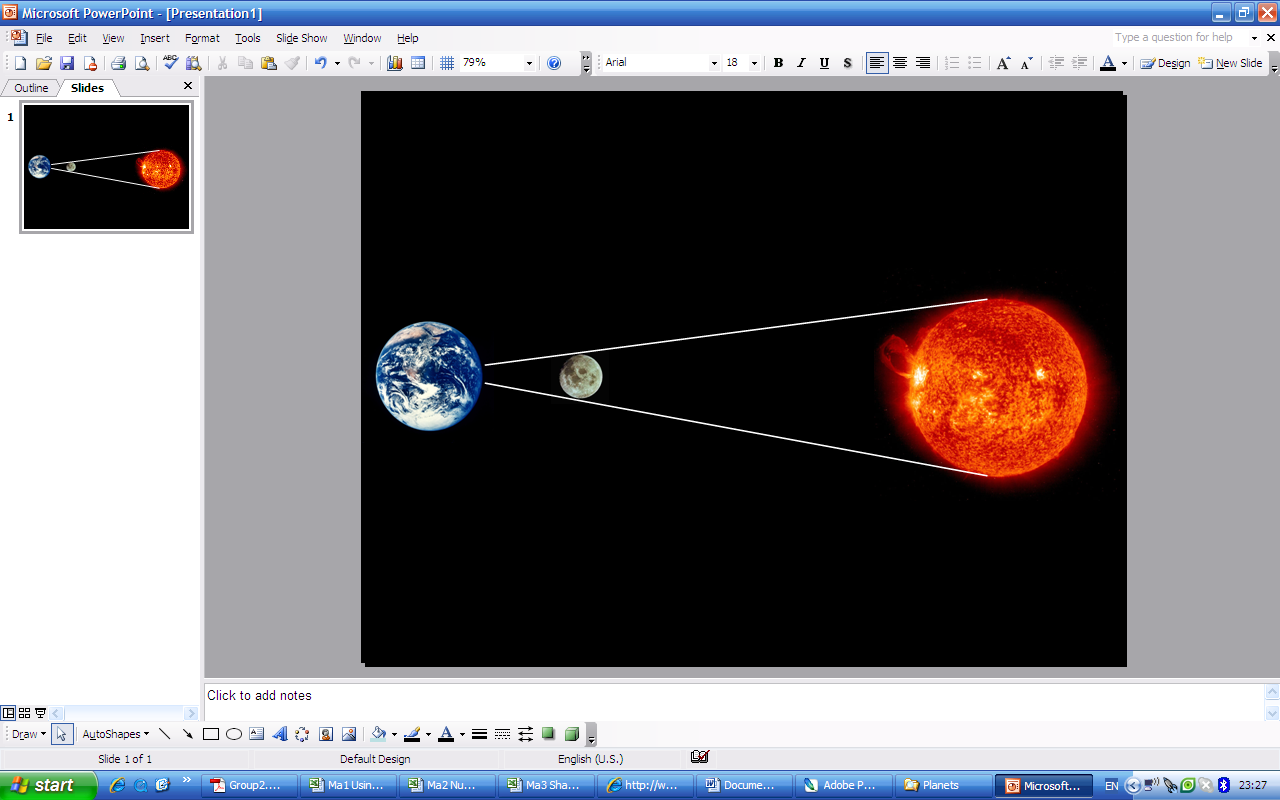 Microsoft PowerPoint - [Presentation1]
File Edit View Insert Format Tools Slide Show Window Help Type a question for help
ABC 79% Arial 18 B I U S A A A Design New Slide
Outline Slides
1
Click to add notes
Draw AutoShapes A A
Slide 1 of 1 Default Design English (U.S.)
start Group2.... Ma1 Usin... Ma2 Nu... Ma3 Sha... http://w... Docume... Adobe P... Planets Microsoft... EN 23:27